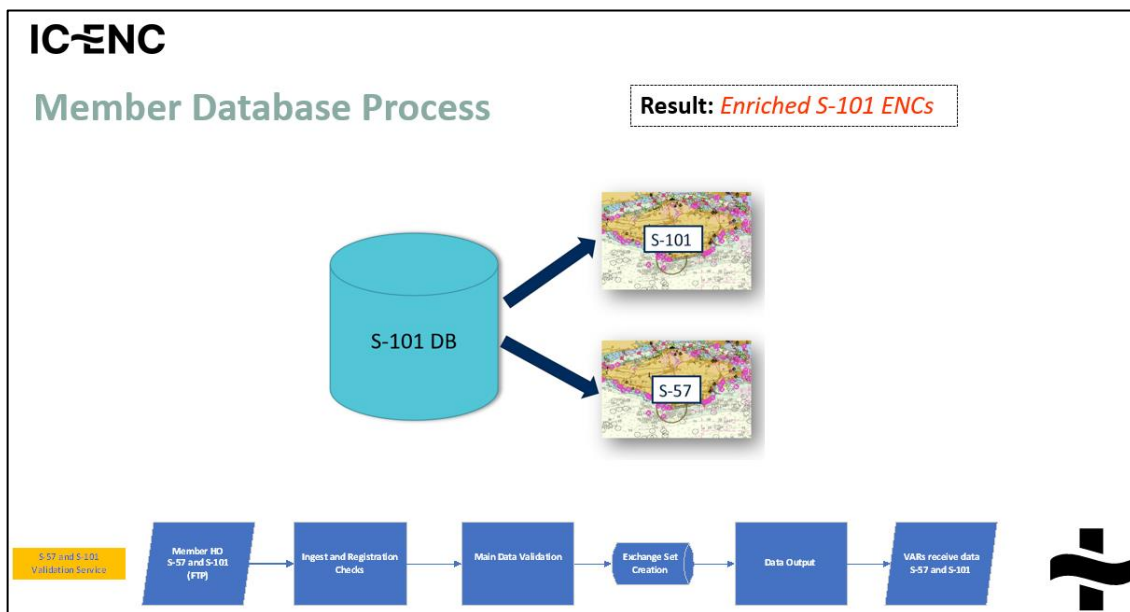 IC-ENC
Member Database Process
Result: Enriched S-101 ENCs
S-101
S-101 DB
S-57
S-57 and S-101
Validation Service
Member HO
S-57 and S-101
(FTP)
Ingest and Registration
Checks
Main Data Validation
Exchange Set
Creation
Data Output
VARs receive data
S-57 and S-101